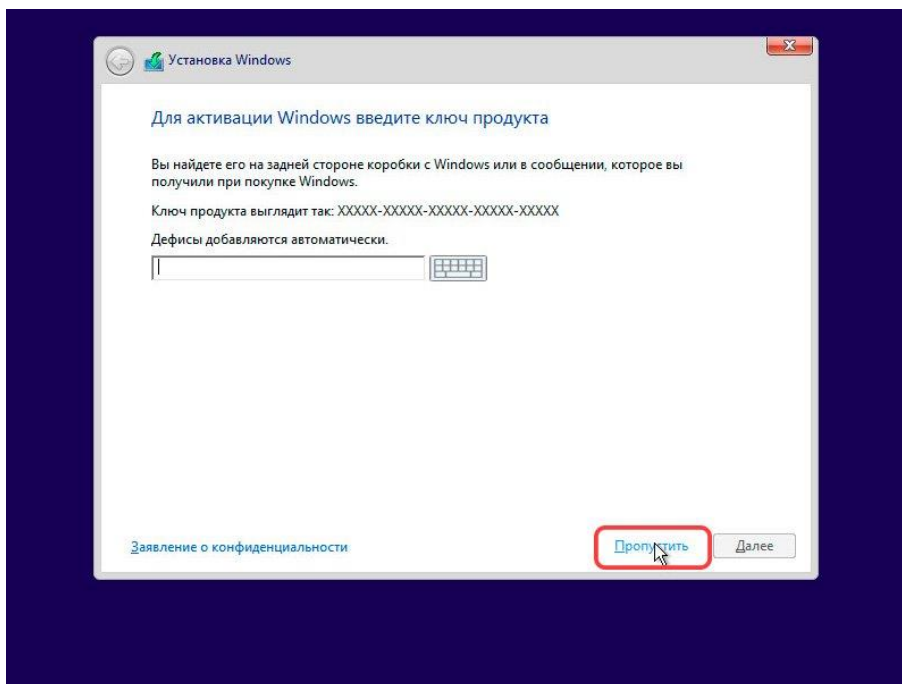 Установка Windows
Для активации Windows введите ключ продукта
Вы найдете его на задней стороне коробки с Windows или в сообщении, которое вы
получили при покупке Windows.
Ключ продукта выглядит так: XXXXX-XXXXX-XXXXX-XXXXX-XXXXX
Дефисы добавляются автоматически.
Заявление о конфиденциальности
Пропустить
Далее